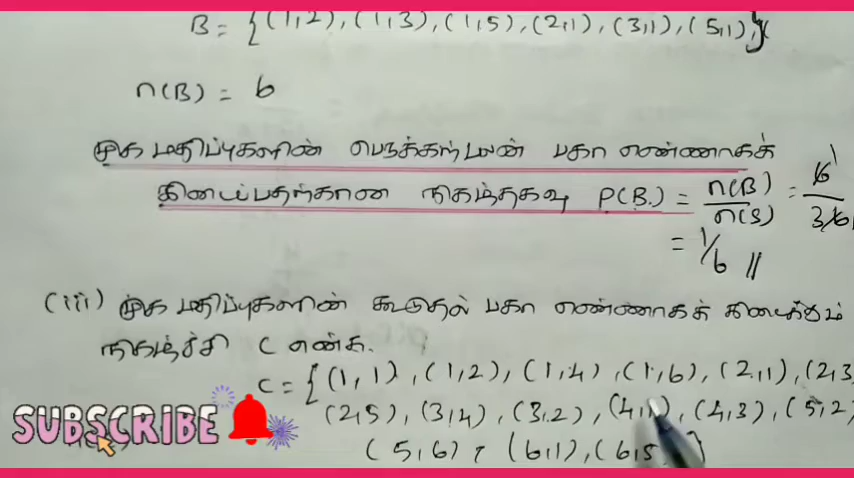 B = {(1,2), (1,3), (1,5), (2,1), (3,1), (5,1)}
n(B) = 6
முக மதிப்புகளின் பெருக்கற்பலன் பகா எண்ணாகக்
கிடைப்பதற்கான நிகழ்தகவு P(B) = n(B)/n(S) = 6/36 1
= 1/6 //
(iii) முக மதிப்புகளின் கூடுதல் பகா எண்ணாகக் கிடைக்கும்
நிகழ்ச்சி C என்க.
C = {(1,1), (1,2), (1,4), (1,6), (2,1), (2,3
(2,5), (3,4), (3,2), (4,1), (4,3), (5,2)
(5,6), (6,1), (6,5 }
SUBSCRIBE